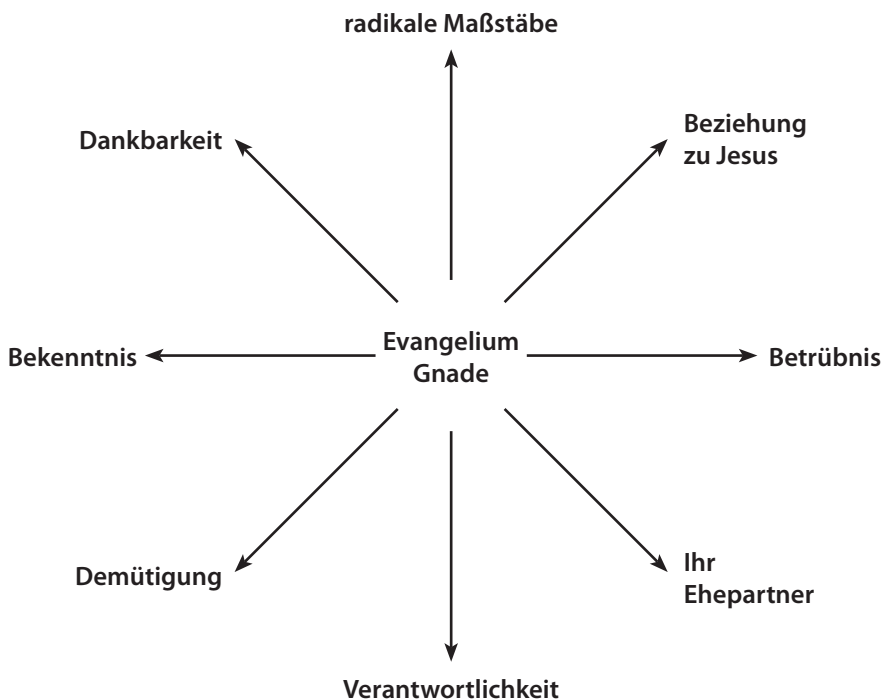 radikale Maßstäbe
Dankbarkeit
Beziehung
zu Jesus
Bekenntnis
Evangelium
Gnade
Betrübnis
Demütigung
Ihr
Ehepartner
Verantwortlichkeit